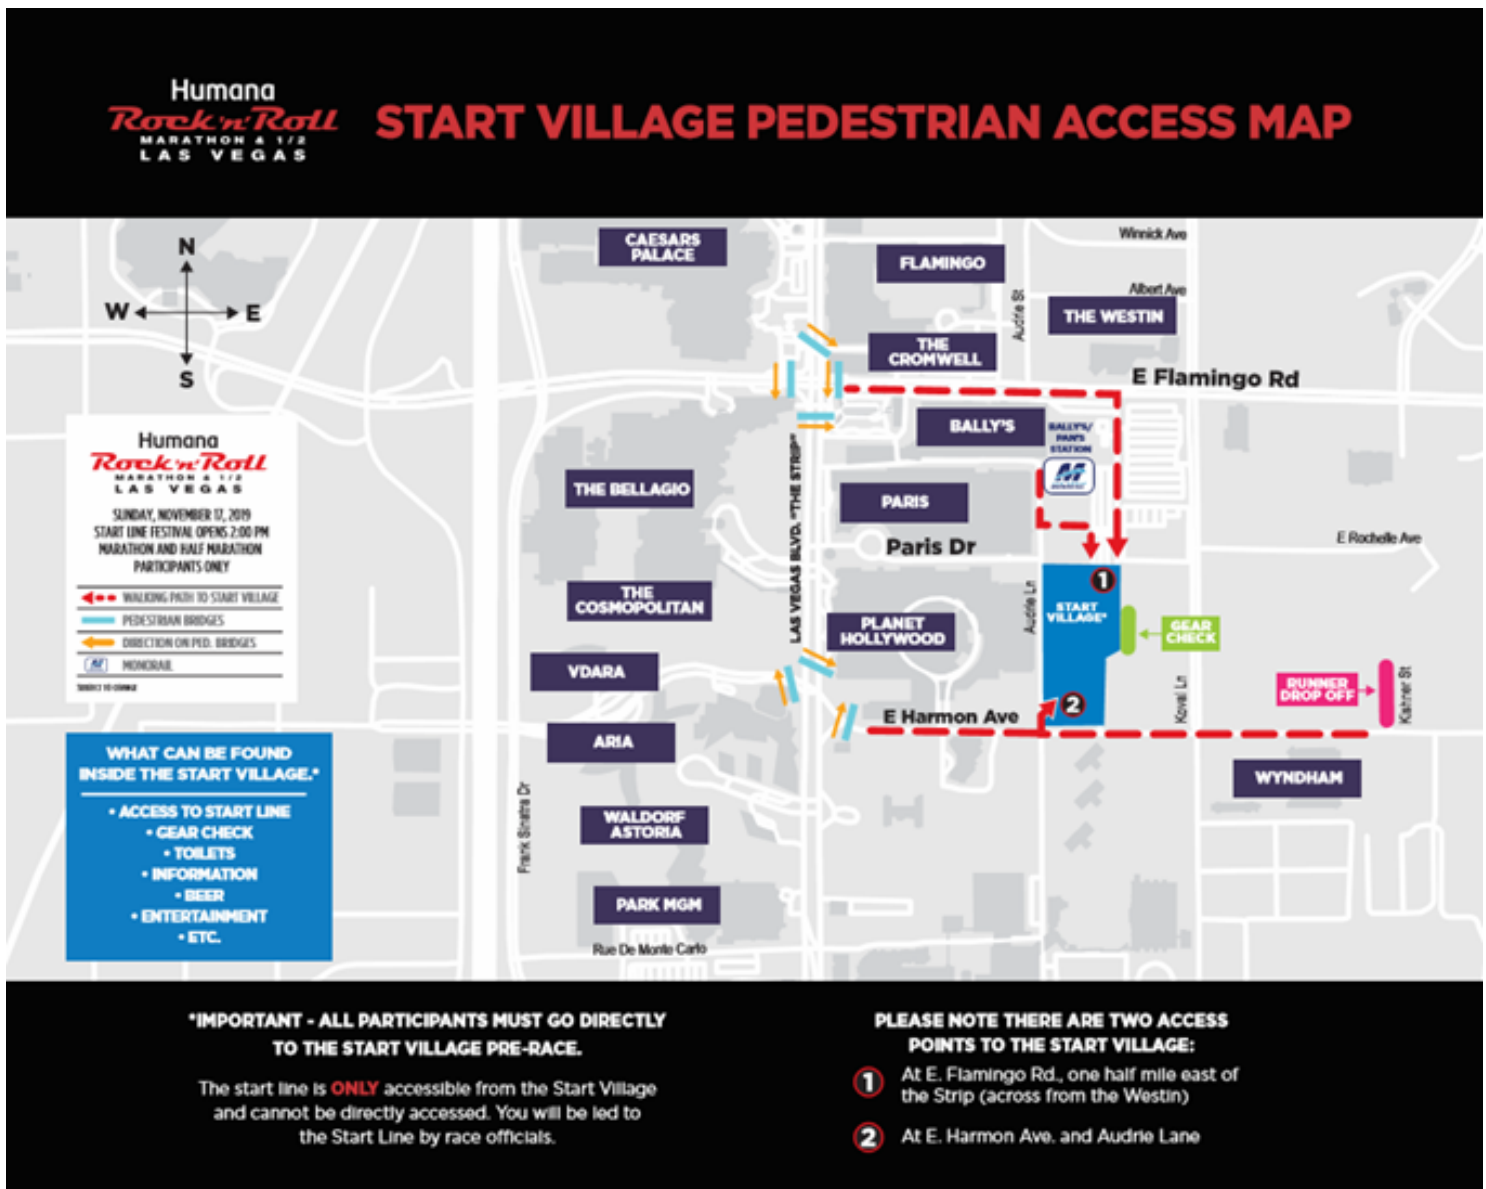 Humana
Rock 'n' Roll
MARATHON & 1/2
LAS VEGAS
START VILLAGE PEDESTRIAN ACCESS MAP
N
W
E
S
CAESARS
PALACE
FLAMINGO
Winnick Ave
Albert Ave
Audrie St
THE WESTIN
THE
CROMWELL
E Flamingo Rd
BALLY'S
BALLY'S/
PARIS
STATION
M
LAS VEGAS BLVD. "THE STRIP"
THE BELLAGIO
PARIS
Paris Dr
E Rochelle Ave
Humana
Rock 'n' Roll
MARATHON & 1/2
LAS VEGAS
SUNDAY, NOVEMBER 17, 2019
START LINE FESTIVAL OPENS 2:00 PM
MARATHON AND HALF MARATHON
PARTICIPANTS ONLY
WALKING PATH TO START VILLAGE
PEDESTRIAN BRIDGES
DIRECTION ON PED. BRIDGES
M
MONORAIL
SUBJECT TO CHANGE
THE
COSMOPOLITAN
Audrie Ln
1
START
VILLAGE*
PLANET
HOLLYWOOD
GEAR
CHECK
VDARA
RUNNER
DROP OFF
Kishner St
Koval Ln
2
E Harmon Ave
ARIA
WYNDHAM
WHAT CAN BE FOUND
INSIDE THE START VILLAGE.*
• ACCESS TO START LINE
• GEAR CHECK
• TOILETS
• INFORMATION
• BEER
• ENTERTAINMENT
• ETC.
Frank Sinatra Dr
WALDORF
ASTORIA
PARK MGM
Rue De Monte Carlo
*IMPORTANT - ALL PARTICIPANTS MUST GO DIRECTLY
TO THE START VILLAGE PRE-RACE.
The start line is ONLY accessible from the Start Village
and cannot be directly accessed. You will be led to
the Start Line by race officials.
PLEASE NOTE THERE ARE TWO ACCESS
POINTS TO THE START VILLAGE:
1 At E. Flamingo Rd., one half mile east of
the Strip (across from the Westin)
2 At E. Harmon Ave. and Audrie Lane